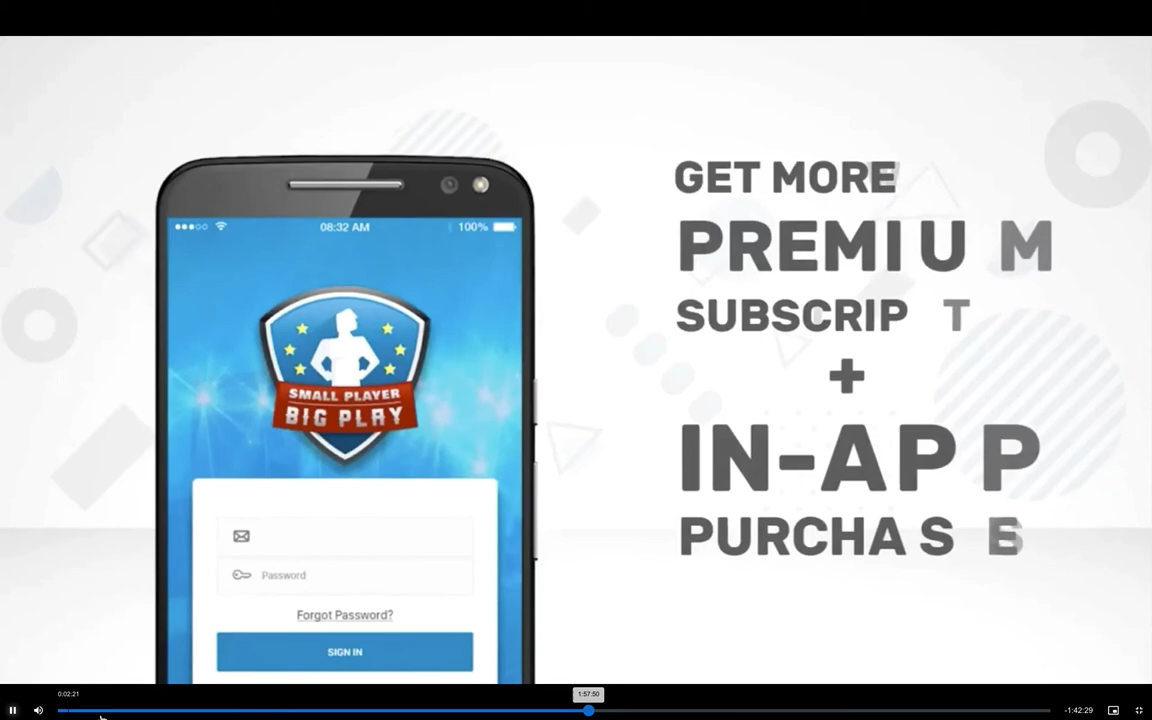 GET MORE
PREMIUM
SUBSCRIPT
+
IN-APP
PURCHASE
08:32 AM
100%
SMALL PLAYER
BIG PLAY
Password
Forgot Password?
SIGN IN
0:02:21
1:57:50
-1:42:29